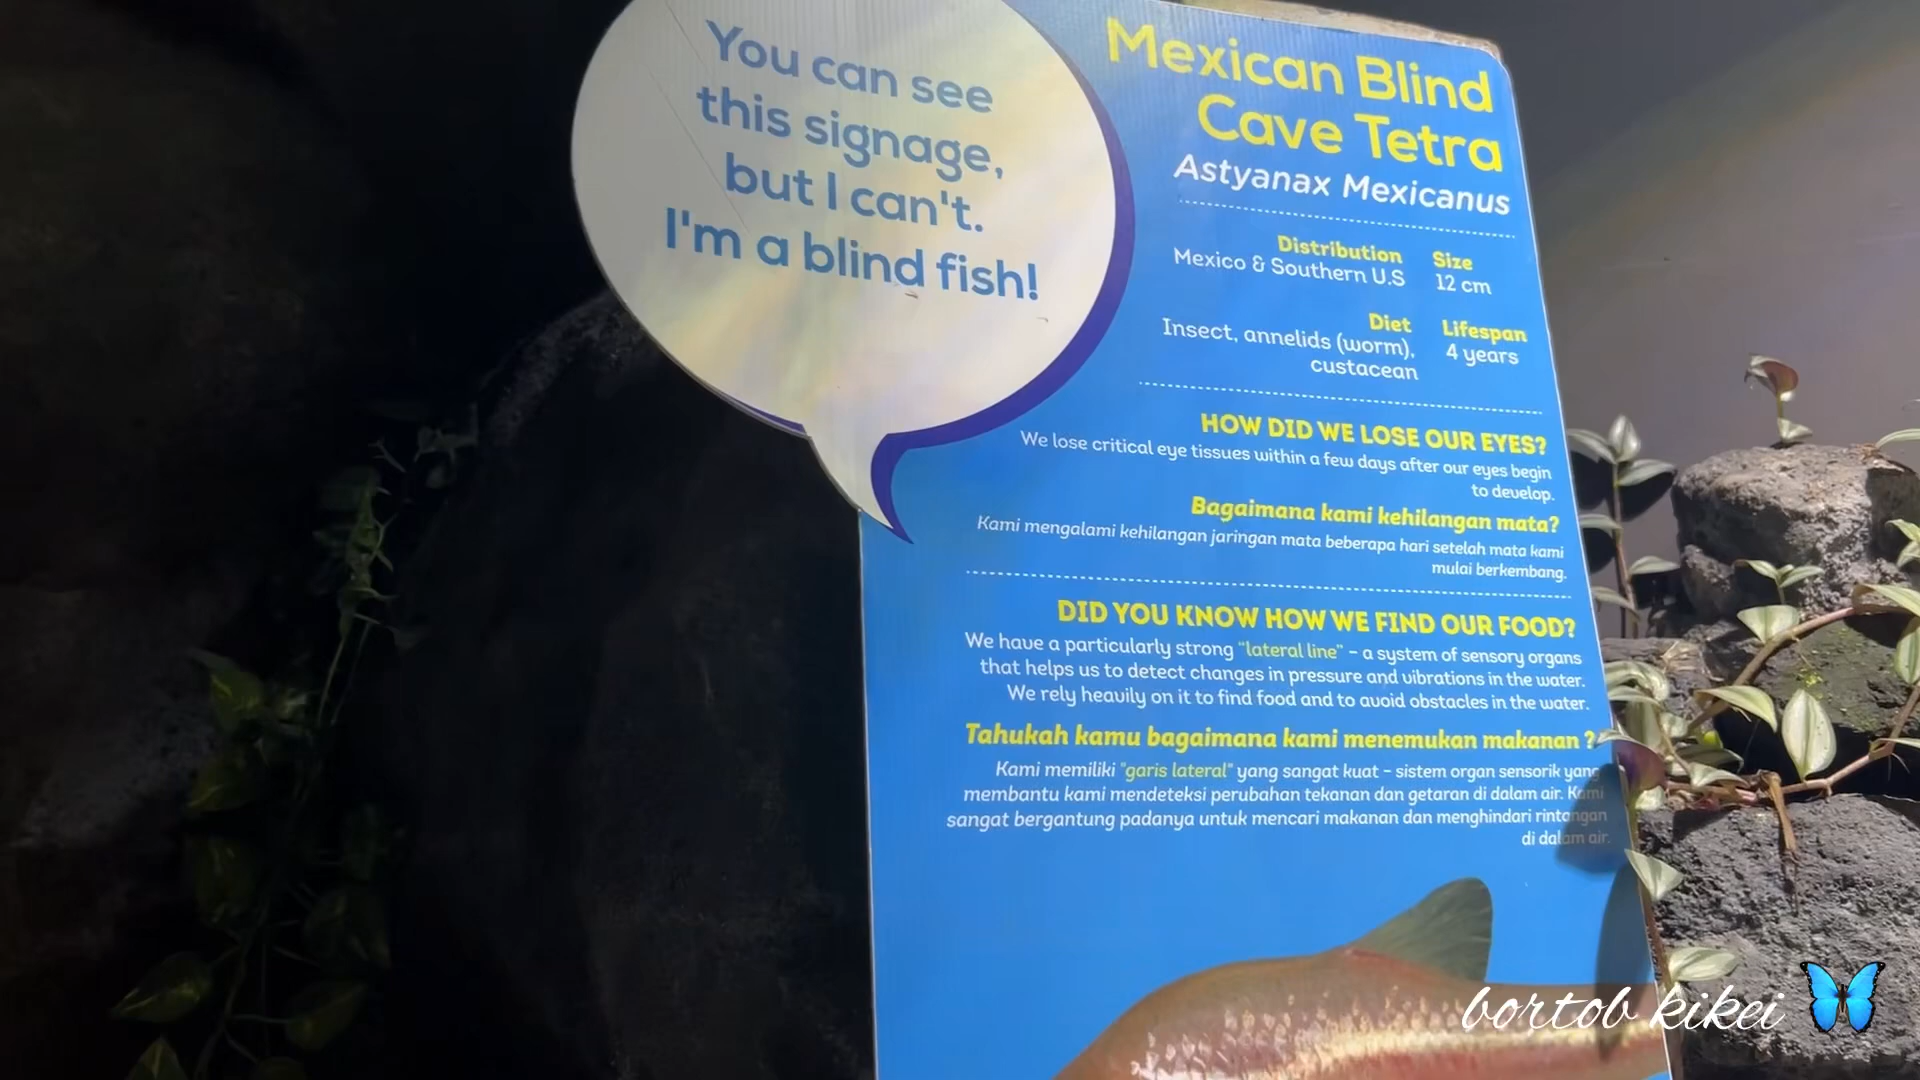 You can see
this signage,
but I can't.
I'm a blind fish!
Mexican Blind
Cave Tetra
Astyanax Mexicanus
Distribution
Mexico & Southern U.S
Size
12 cm
Diet
Insect, annelids (worm),
custacean
Lifespan
4 years
HOW DID WE LOSE OUR EYES?
We lose critical eye tissues within a few days after our eyes begin
to develop.
Bagaimana kami kehilangan mata?
Kami mengalami kehilangan jaringan mata beberapa hari setelah mata kami
mulai berkembang.
DID YOU KNOW HOW WE FIND OUR FOOD?
We have a particularly strong “lateral line” – a system of sensory organs
that helps us to detect changes in pressure and vibrations in the water.
We rely heavily on it to find food and to avoid obstacles in the water.
Tahukah kamu bagaimana kami menemukan makanan ?
Kami memiliki "garis lateral" yang sangat kuat – sistem organ sensorik yang
membantu kami mendeteksi perubahan tekanan dan getaran di dalam air. Kami
sangat bergantung padanya untuk mencari makanan dan menghindari rintangan
di dalam air.
bortob kikei